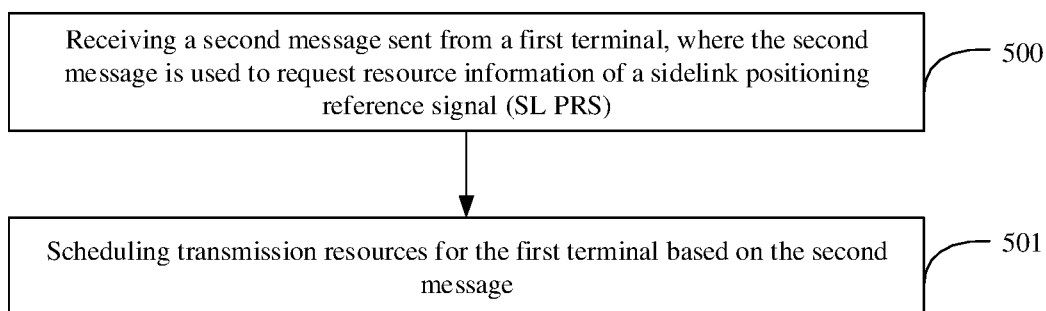 Receiving a second message sent from a first terminal, where the second
message is used to request resource information of a sidelink positioning
reference signal (SL PRS)
500
Scheduling transmission resources for the first terminal based on the second
message
501